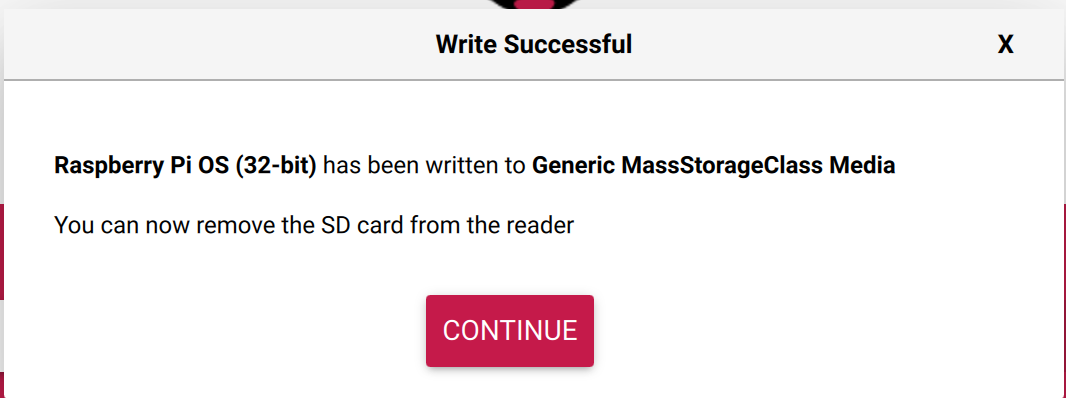 Write Successful
X
Raspberry Pi OS (32-bit) has been written to Generic MassStorageClass Media
You can now remove the SD card from the reader
CONTINUE